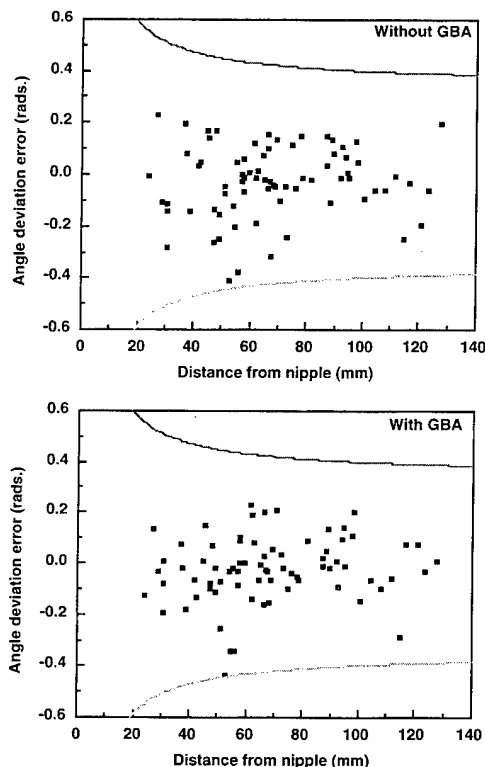 Without GBA
Angle deviation error (rads.)
0.6
0.4
0.2
0.0
-0.2
-0.4
-0.6
0 20 40 60 80 100 120 140
Distance from nipple (mm)
With GBA
Angle deviation error (rads.)
0.6
0.4
0.2
0.0
-0.2
-0.4
-0.6
0 20 40 60 80 100 120 140
Distance from nipple (mm)